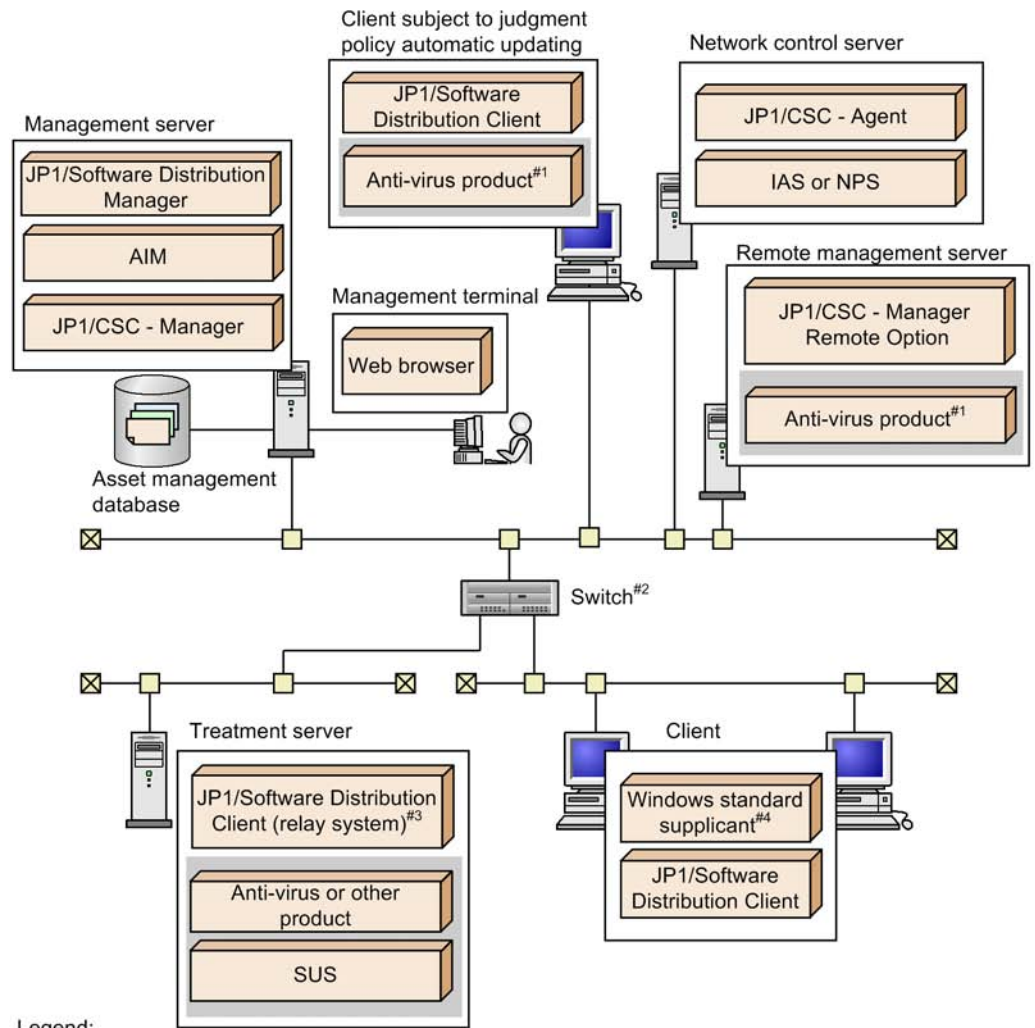 Client subject to judgment
policy automatic updating
JP1/Software
Distribution Client
Anti-virus product#1
Network control server
JP1/CSC - Agent
IAS or NPS
Management server
JP1/Software Distribution
Manager
AIM
JP1/CSC - Manager
Management terminal
Web browser
Remote management server
JP1/CSC - Manager
Remote Option
Anti-virus product#1
Asset management
database
Switch#2
Treatment server
JP1/Software Distribution
Client (relay system)#3
Anti-virus or other
product
SUS
Client
Windows standard
supplicant#4
JP1/Software
Distribution Client
Legend: